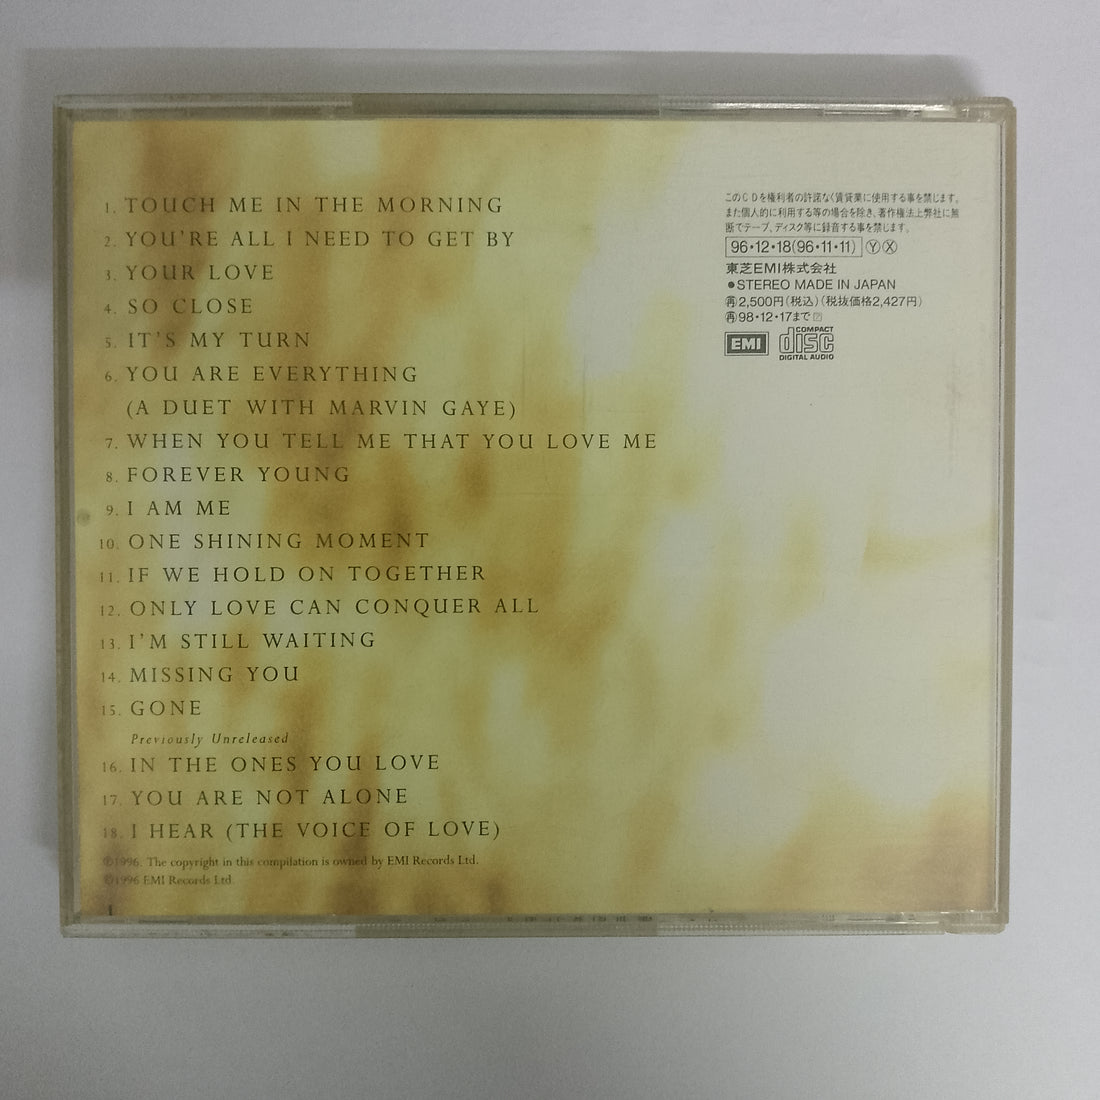 1. TOUCH ME IN THE MORNING
2. YOU'RE ALL I NEED TO GET BY
3. YOUR LOVE
4. SO CLOSE
5. IT'S MY TURN
6. YOU ARE EVERYTHING
(A DUET WITH MARVIN GAYE)
7. WHEN YOU TELL ME THAT YOU LOVE ME
8. FOREVER YOUNG
9. I AM ME
10. ONE SHINING MOMENT
11. IF WE HOLD ON TOGETHER
12. ONLY LOVE CAN CONQUER ALL
13. I'M STILL WAITING
14. MISSING YOU
15. GONE
Previously Unreleased
16. IN THE ONES YOU LOVE
17. YOU ARE NOT ALONE
18. I HEAR (THE VOICE OF LOVE)
℗1996. The copyright in this compilation is owned by EMI Records Ltd.
©1996 EMI Records Ltd.
このCDを権利者の許諾なく賃貸業に使用する事を禁じます。
また個人的に利用する等の場合を除き、著作権法上弊社に無
断でテープ、ディスク等に録音する事を禁じます。
96・12・18(96・11・11) Ⓨ Ⓧ
東芝EMI株式会社
●STEREO MADE IN JAPAN
再2,500円(税込)(税抜価格2,427円)
再98・12・17まで
EMI COMPACT disc DIGITAL AUDIO